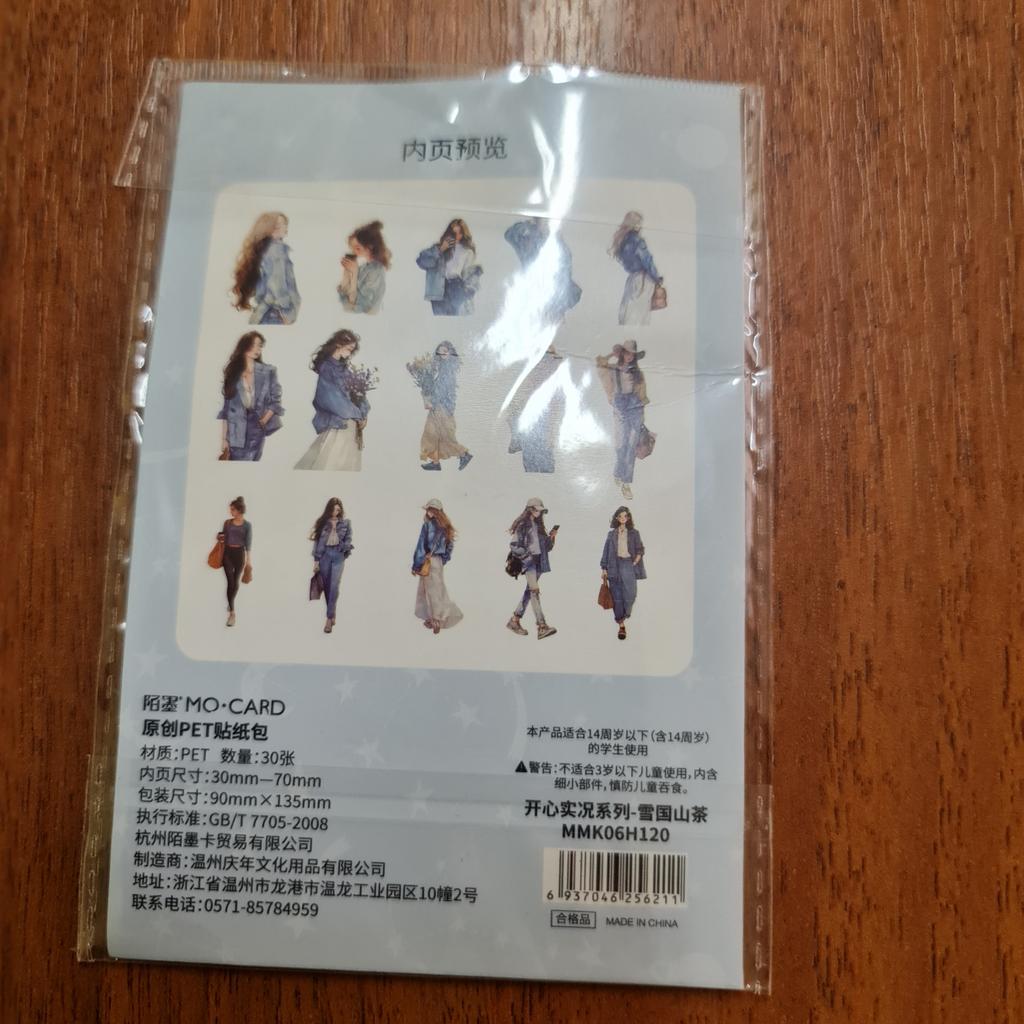 内页预览
陌墨® MO·CARD
原创PET贴纸包
材质:PET 数量:30张
内页尺寸:30mm—70mm
包装尺寸:90mm×135mm
执行标准:GB/T 7705-2008
杭州陌墨卡贸易有限公司
制造商:温州庆年文化用品有限公司
地址:浙江省温州市龙港市温龙工业园区10幢2号
联系电话:0571-85784959
本产品适合14周岁以下(含14周岁)
的学生使用
警告:不适合3岁以下儿童使用,内含
细小部件,慎防儿童吞食。
开心实况系列-雪国山茶
MMK06H120
6 937046 256211
合格品 MADE IN CHINA